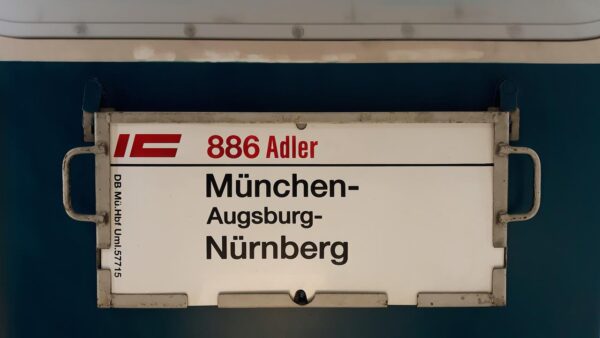 IC 886 Adler
München-
Augsburg-
Nürnberg
DB Mü.Hbf Uml.57715